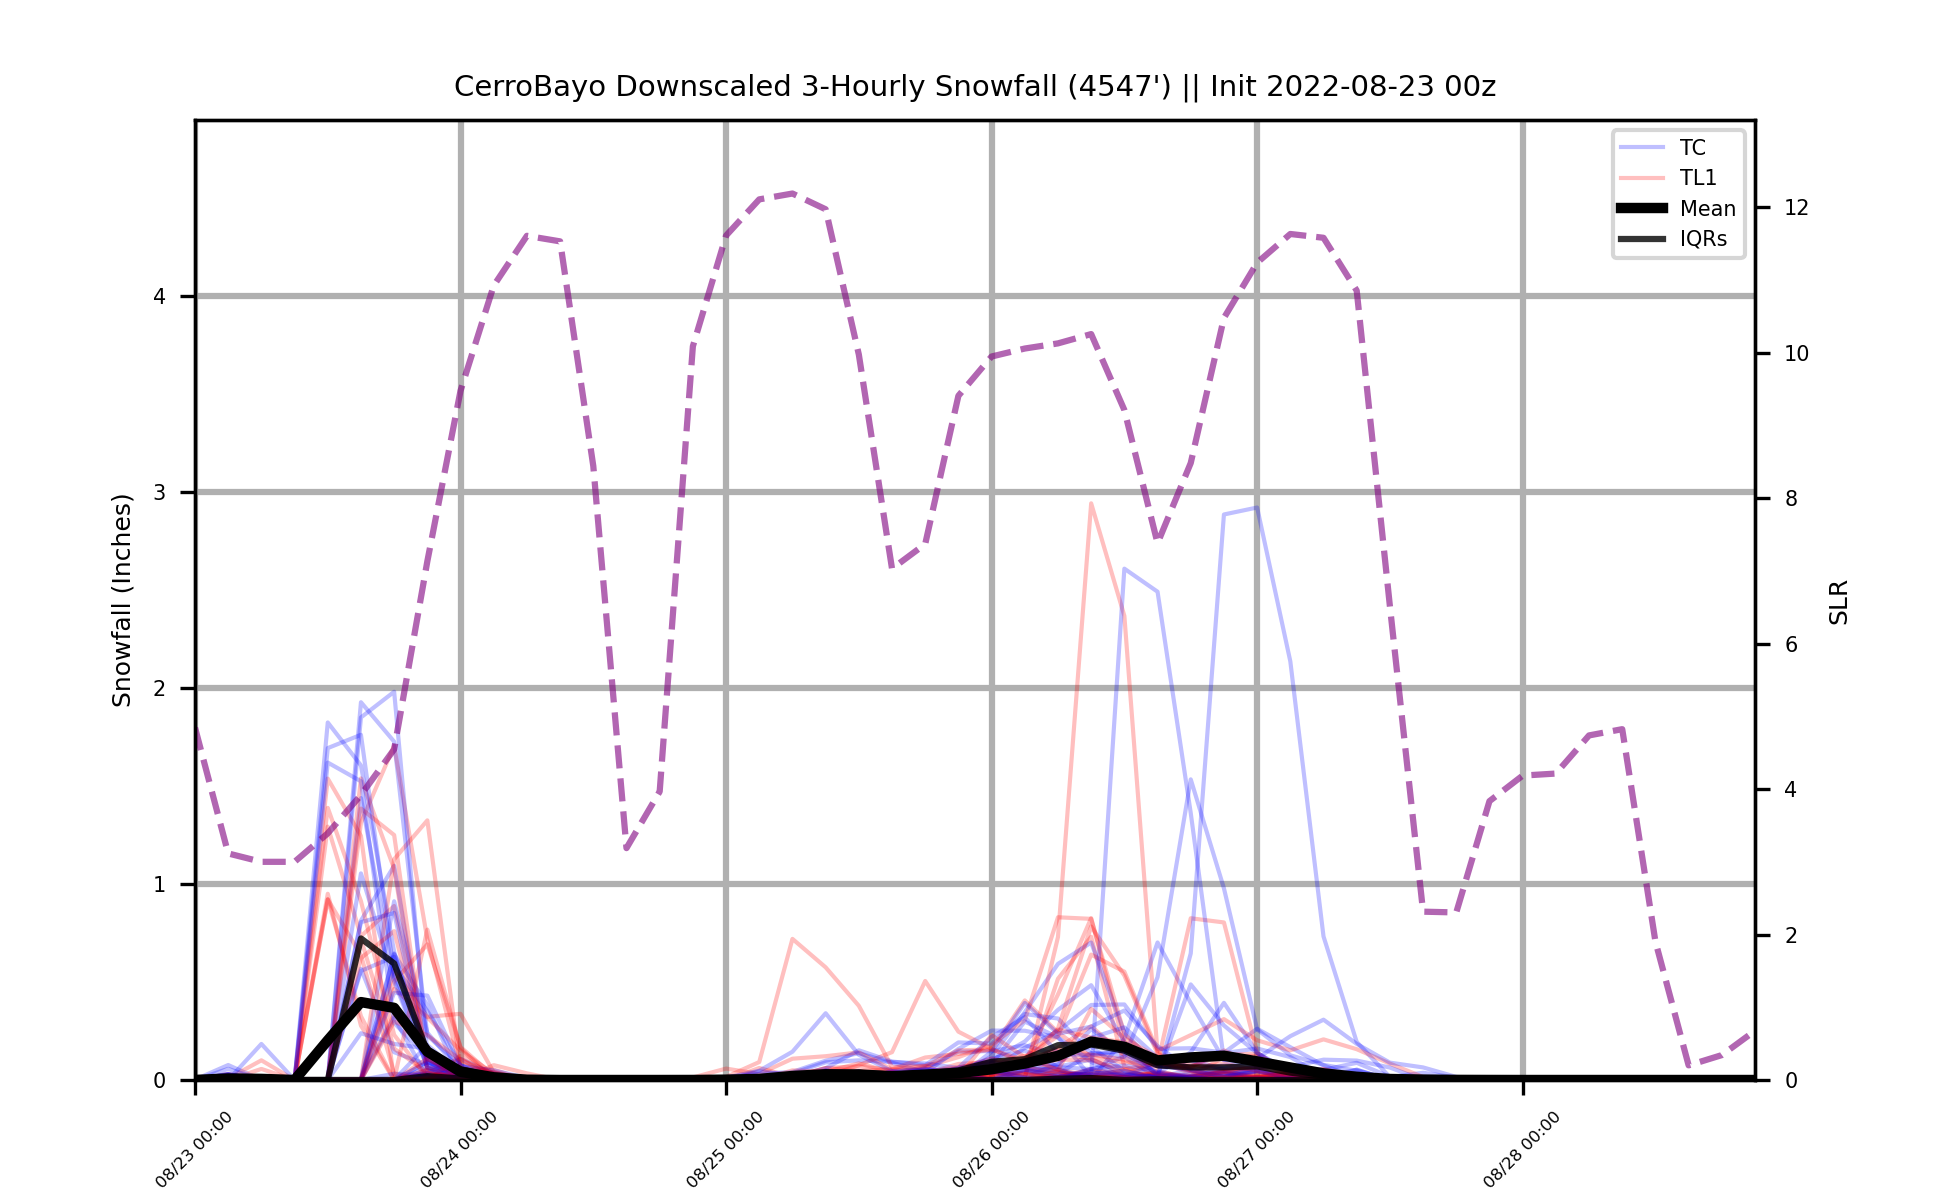 CerroBayo Downscaled 3-Hourly Snowfall (4547') || Init 2022-08-23 00z
TC
TL1
Mean
IQRs
Snowfall (Inches)
4
3
2
1
0
SLR
12
10
8
6
4
2
0
08/23 00:00
08/24 00:00
08/25 00:00
08/26 00:00
08/27 00:00
08/28 00:00